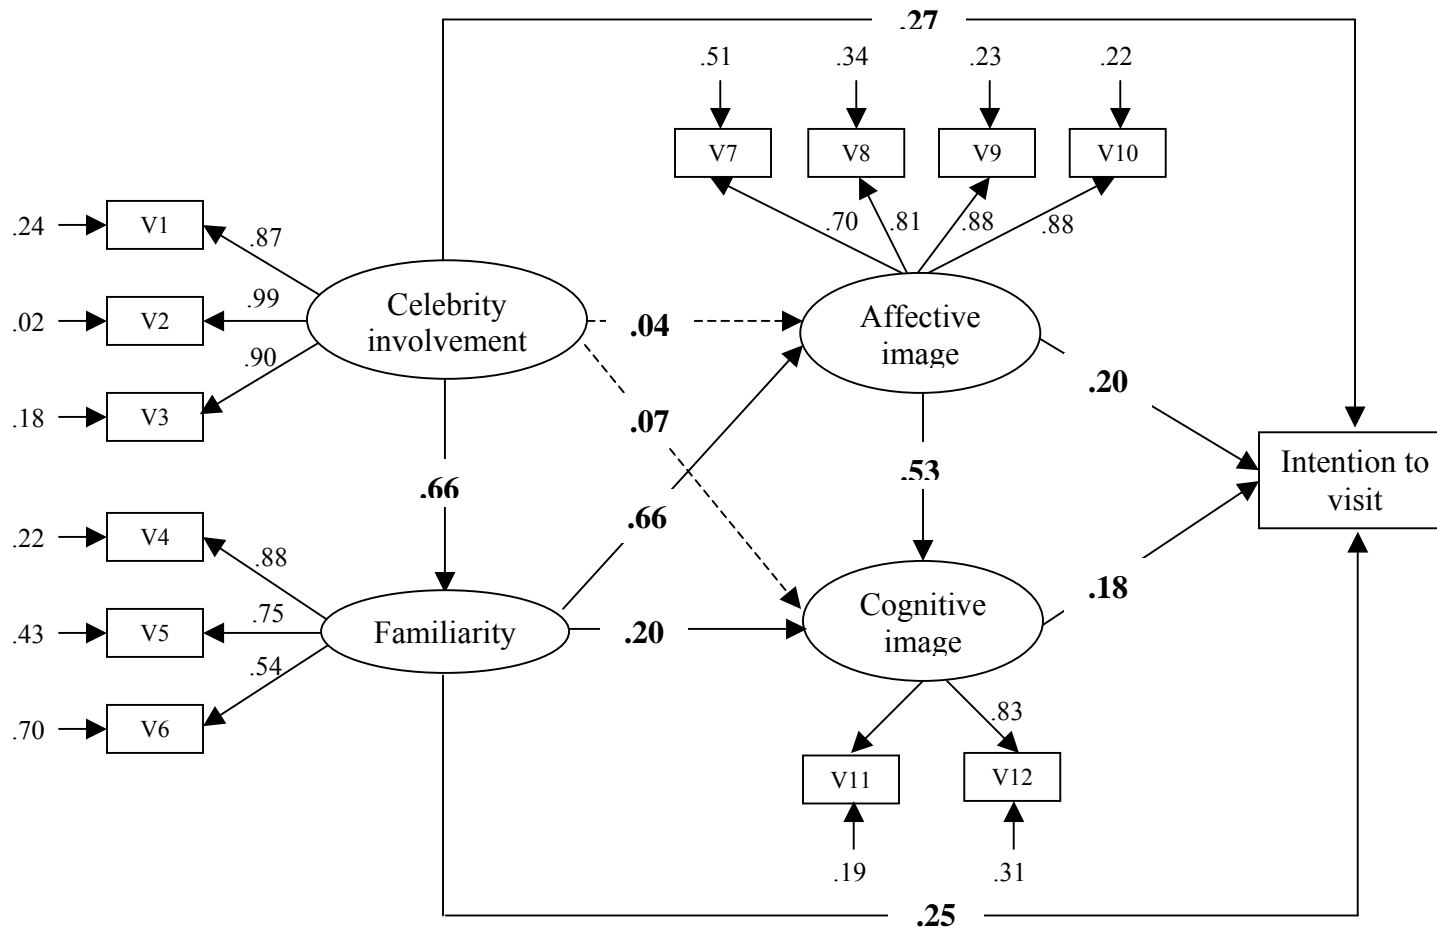 .27
.51
.34
.23
.22
V7
V8
V9
V10
.24
V1
.87
.70
.81
.88
.88
.02
V2
.99
Celebrity
involvement
.04
Affective
image
.18
V3
.90
.07
.20
.66
.53
Intention to
visit
.22
V4
.88
.66
.43
V5
.75
Familiarity
.20
Cognitive
image
.18
.70
V6
.54
.83
V11
V12
.19
.31
.25